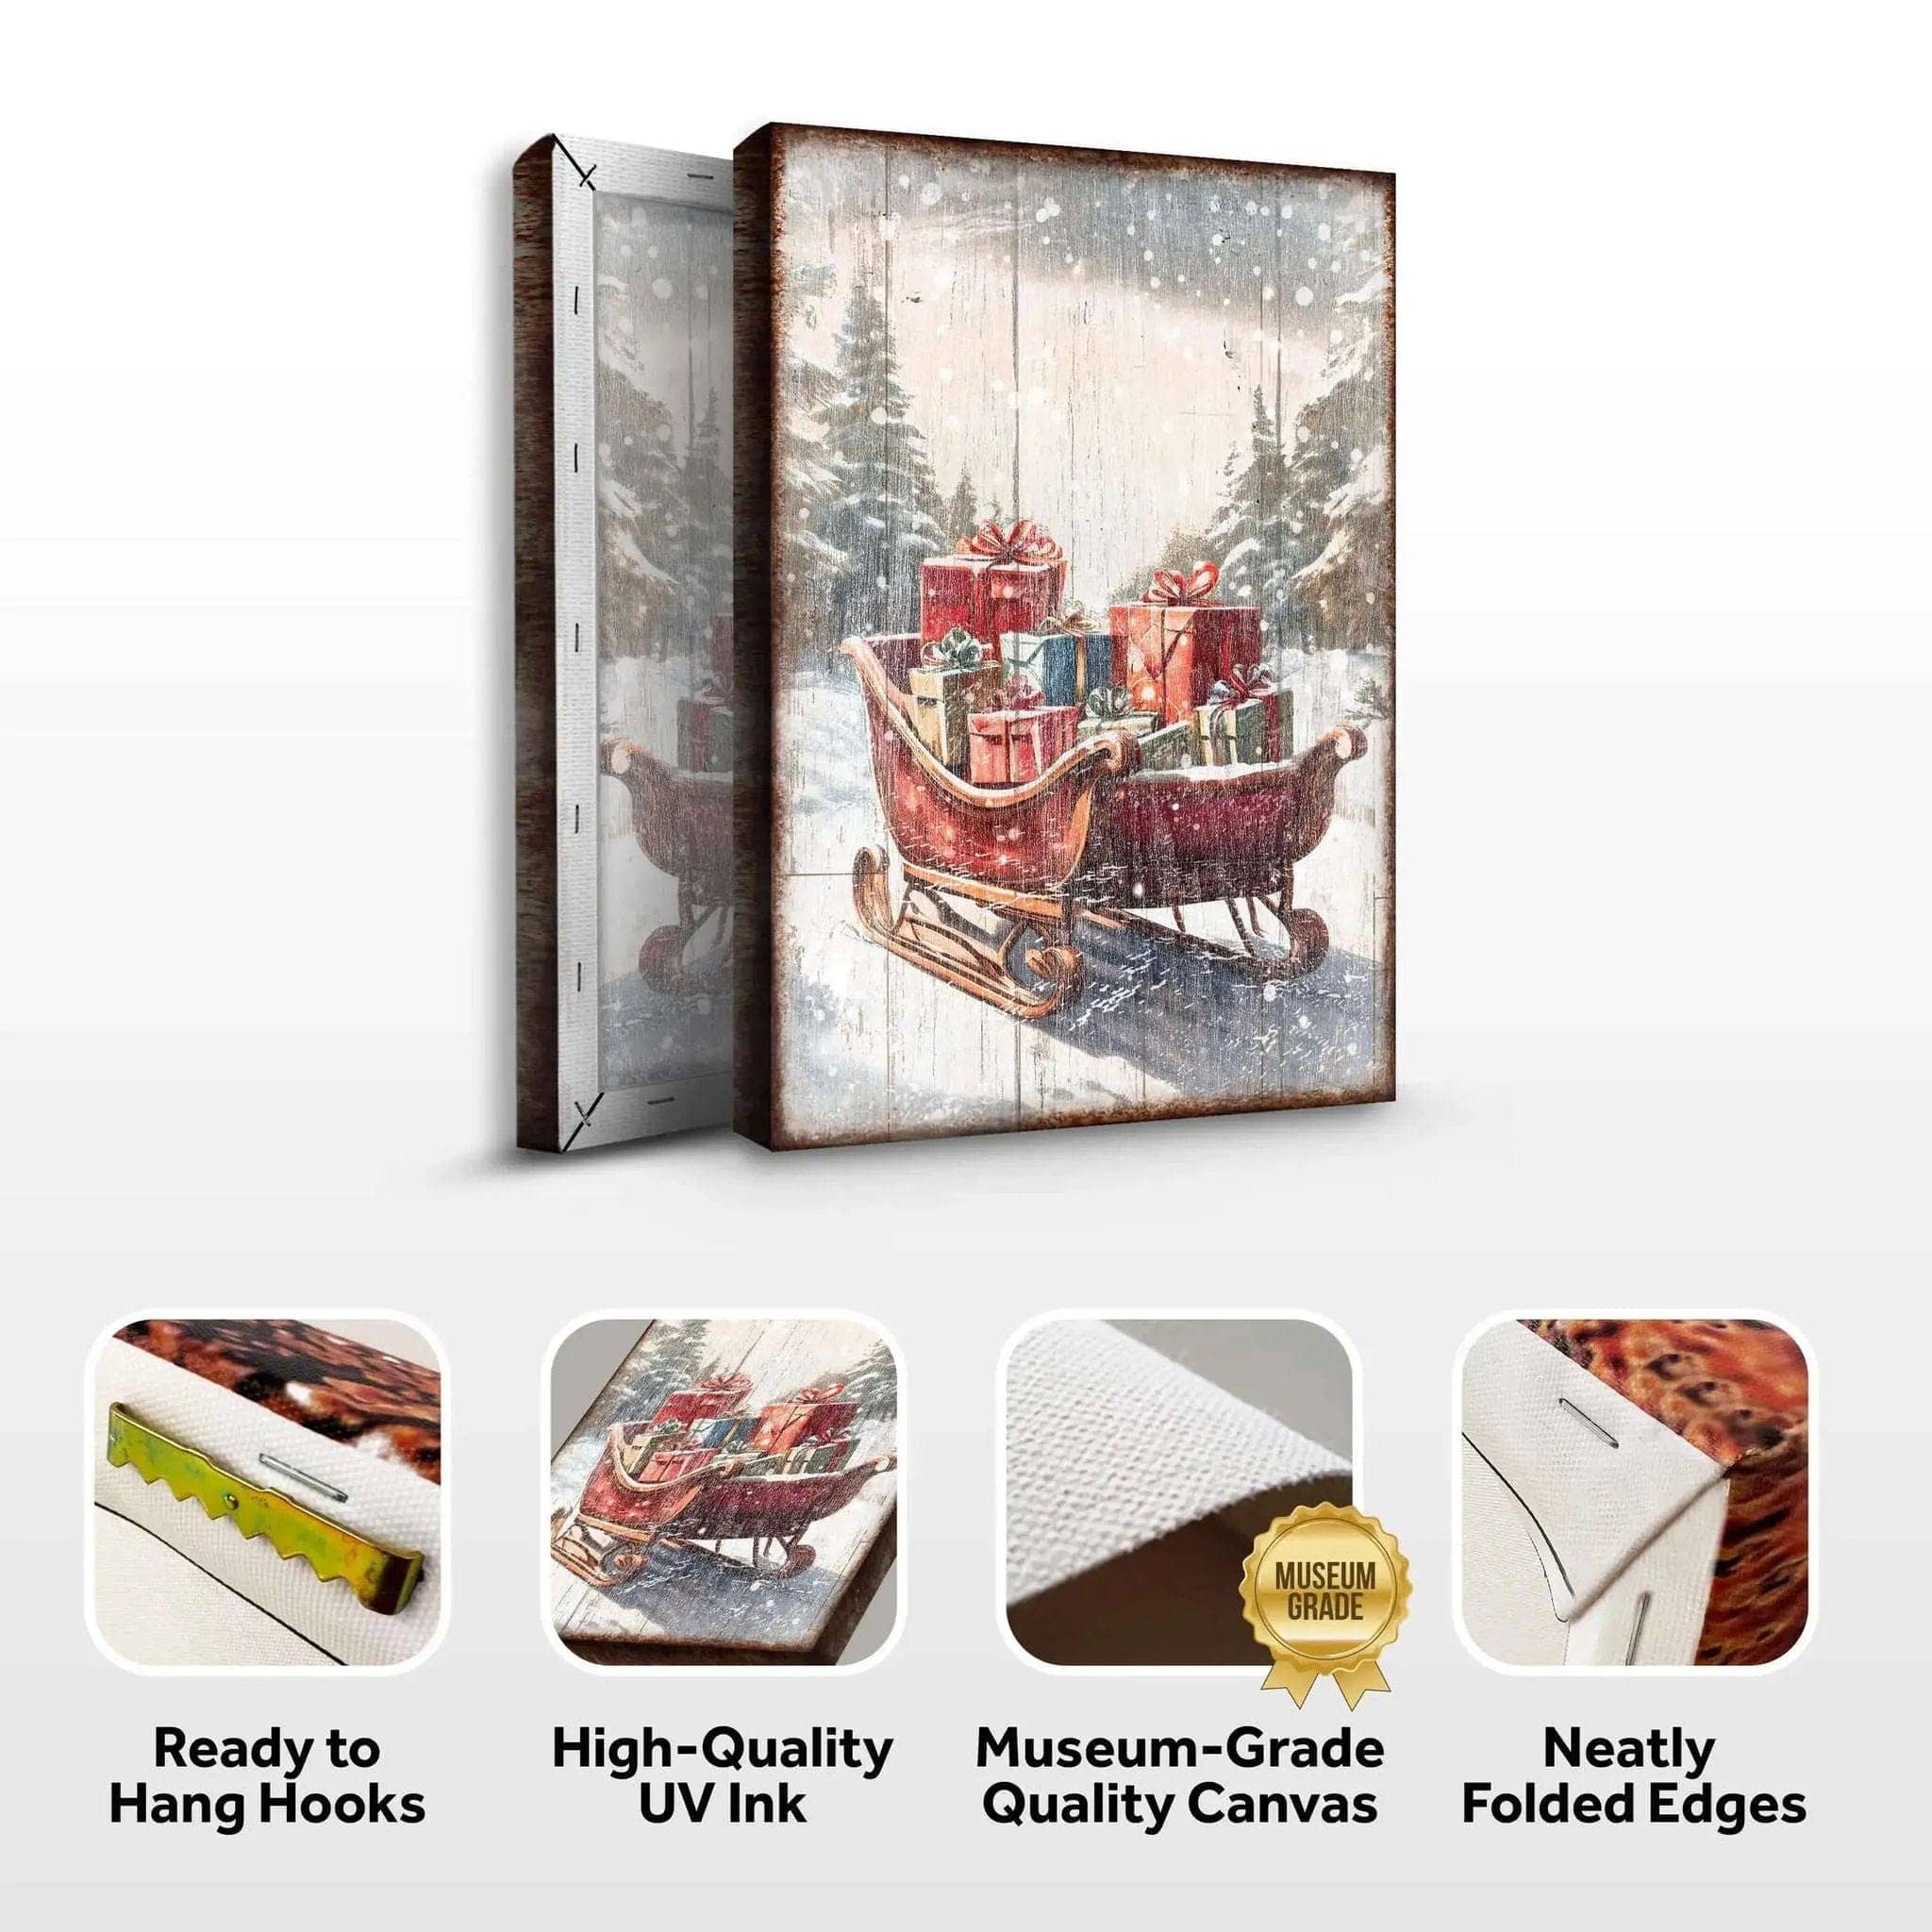 MUSEUM
GRADE
Ready to
Hang Hooks
High-Quality
UV Ink
Museum-Grade
Quality Canvas
Neatly
Folded Edges